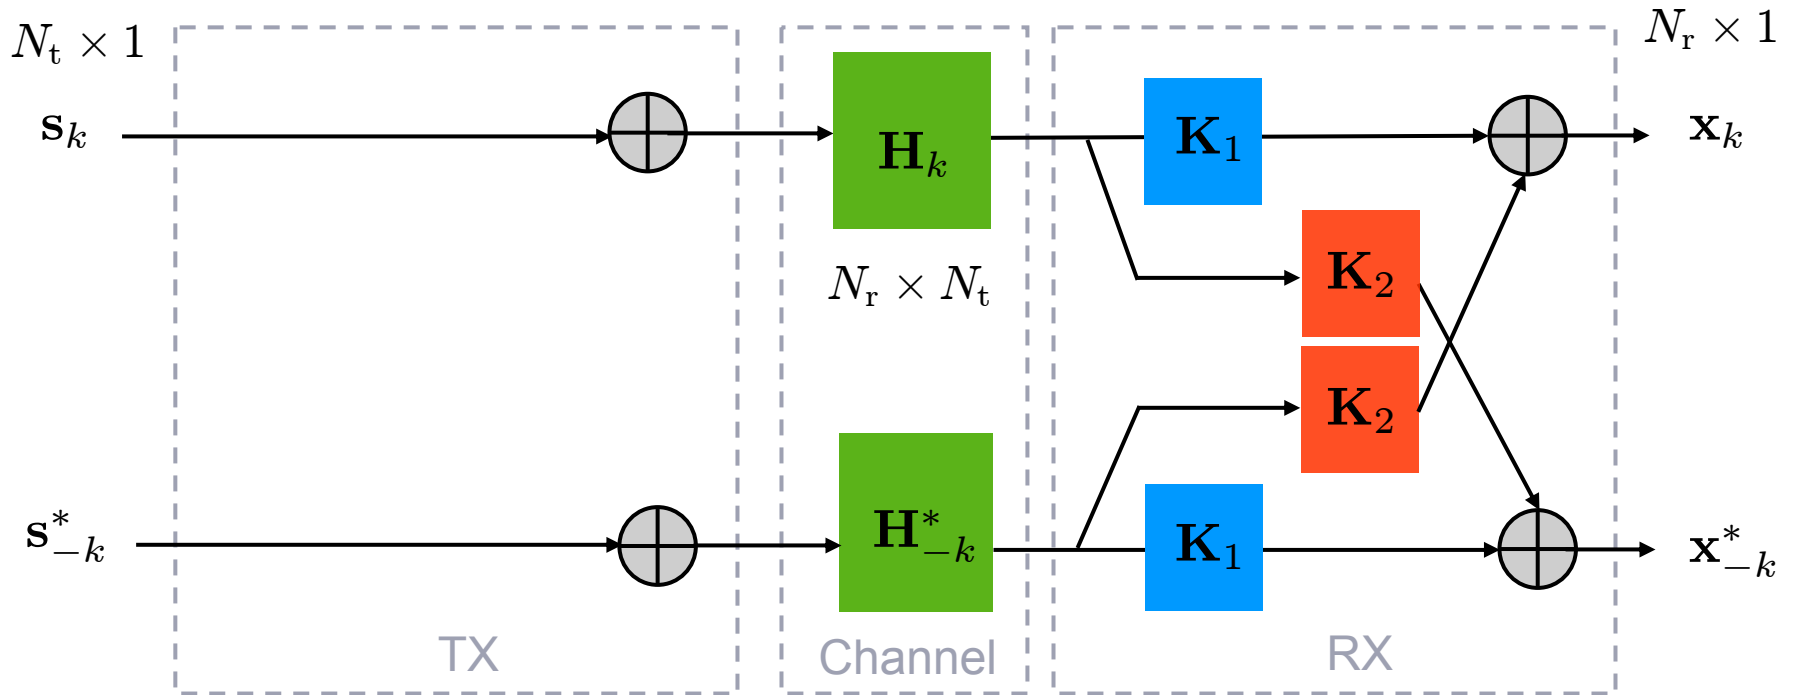 N_t × 1
N_r × 1
s_k
H_k
K_1
x_k
K_2
N_r × N_t
K_2
s*_{-k}
H*_{-k}
K_1
x*_{-k}
TX
Channel
RX